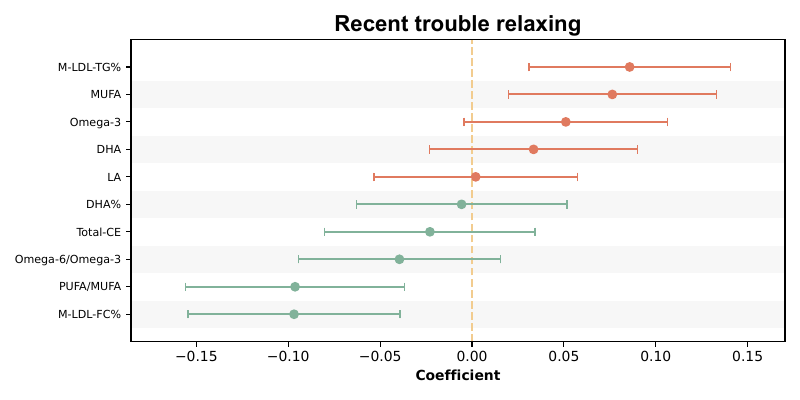 Recent trouble relaxing
M-LDL-TG%
MUFA
Omega-3
DHA
LA
DHA%
Total-CE
Omega-6/Omega-3
PUFA/MUFA
M-LDL-FC%
−0.15 −0.10 −0.05 0.00 0.05 0.10 0.15
Coefficient